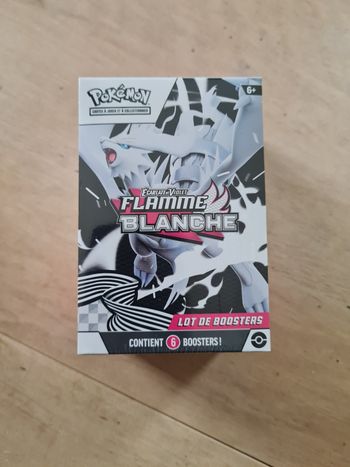 POKÉMON
CARTES À JOUER ET À COLLECTIONNER
6+
ÉCARLATE ET VIOLET
FLAMME
BLANCHE
LOT DE BOOSTERS
CONTIENT 6 BOOSTERS!